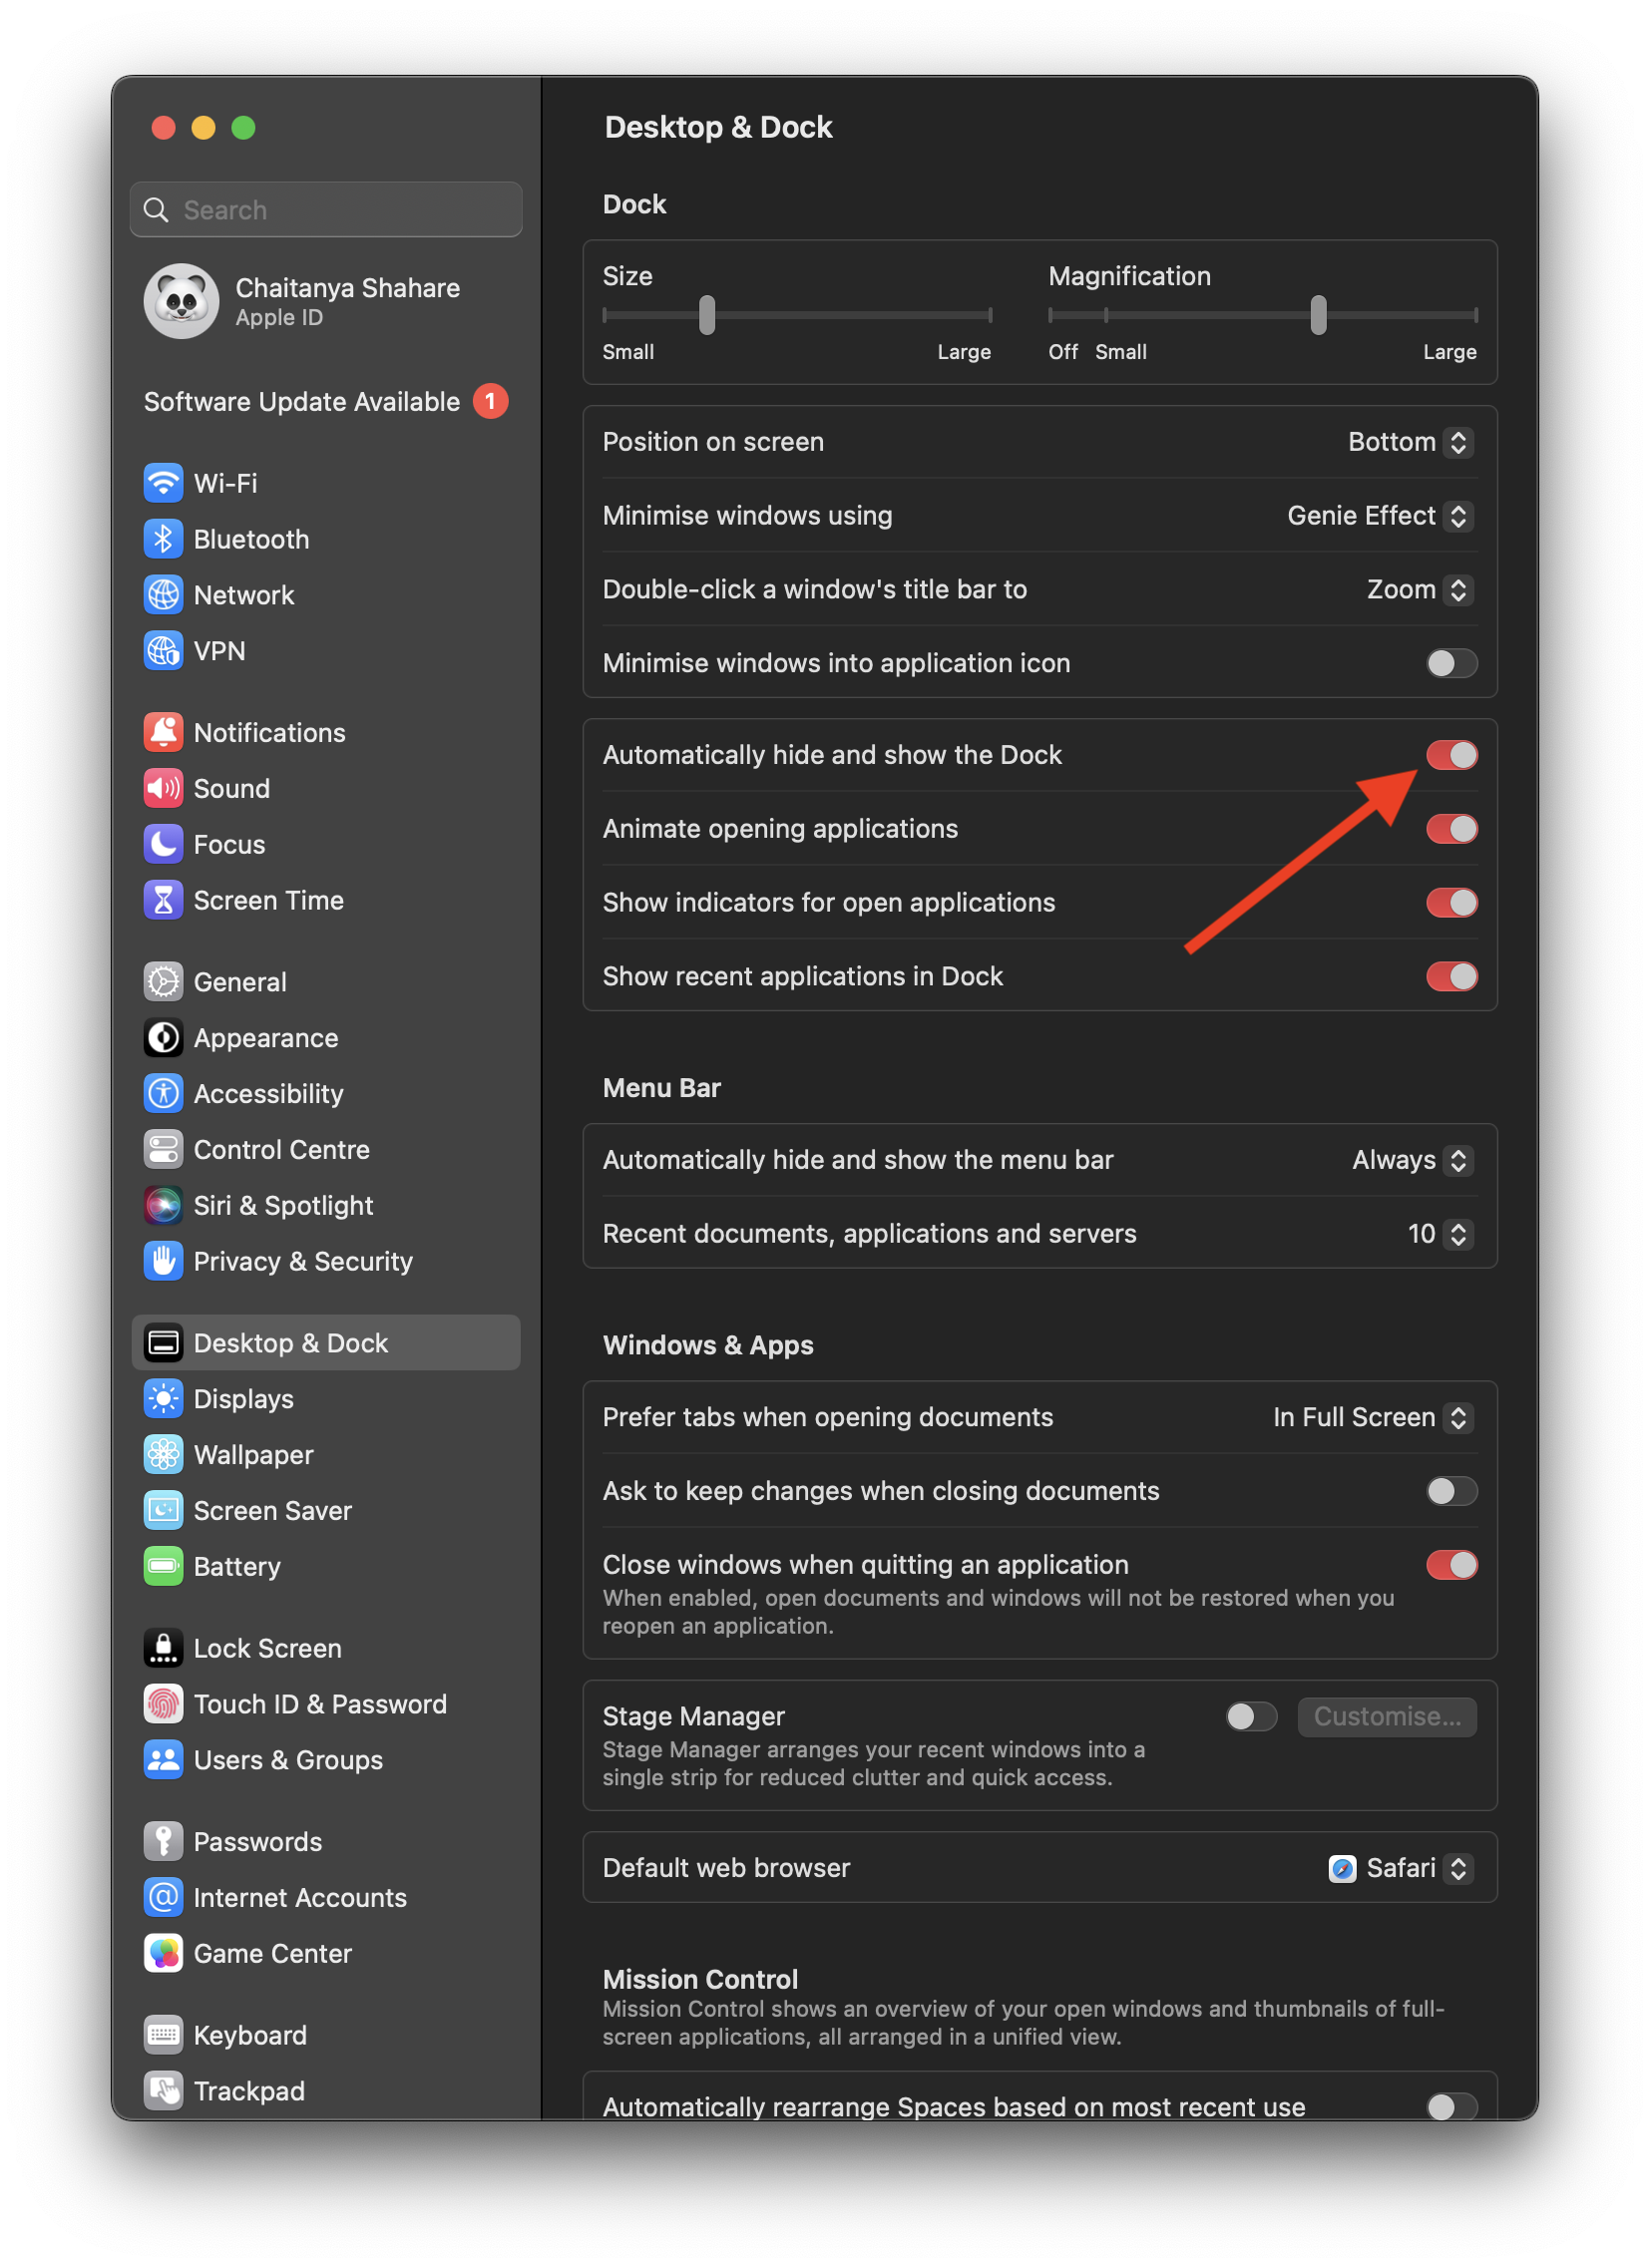 Search
Chaitanya Shahare
Apple ID
Software Update Available 1
Wi-Fi
Bluetooth
Network
VPN
Notifications
Sound
Focus
Screen Time
General
Appearance
Accessibility
Control Centre
Siri & Spotlight
Privacy & Security
Desktop & Dock
Displays
Wallpaper
Screen Saver
Battery
Lock Screen
Touch ID & Password
Users & Groups
Passwords
Internet Accounts
Game Center
Keyboard
Trackpad
Desktop & Dock
Dock
Size
Magnification
Small Large
Off Small Large
Position on screen Bottom
Minimise windows using Genie Effect
Double-click a window's title bar to Zoom
Minimise windows into application icon
Automatically hide and show the Dock
Animate opening applications
Show indicators for open applications
Show recent applications in Dock
Menu Bar
Automatically hide and show the menu bar Always
Recent documents, applications and servers 10
Windows & Apps
Prefer tabs when opening documents In Full Screen
Ask to keep changes when closing documents
Close windows when quitting an application
When enabled, open documents and windows will not be restored when you
reopen an application.
Stage Manager Customise...
Stage Manager arranges your recent windows into a
single strip for reduced clutter and quick access.
Default web browser Safari
Mission Control
Mission Control shows an overview of your open windows and thumbnails of full-
screen applications, all arranged in a unified view.
Automatically rearrange Spaces based on most recent use